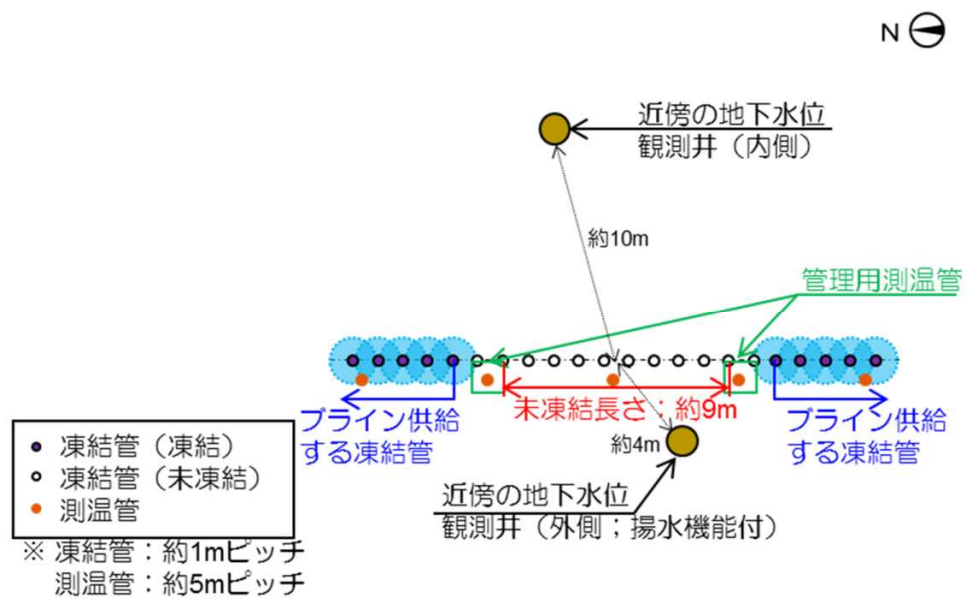 N
近傍の地下水位
観測井（内側）
約10m
管理用測温管
未凍結長さ：約9m
ブライン供給
する凍結管
ブライン供給
する凍結管
約4m
凍結管（凍結）
凍結管（未凍結）
測温管
近傍の地下水位
観測井（外側；揚水機能付）
※ 凍結管：約1mピッチ
測温管：約5mピッチ